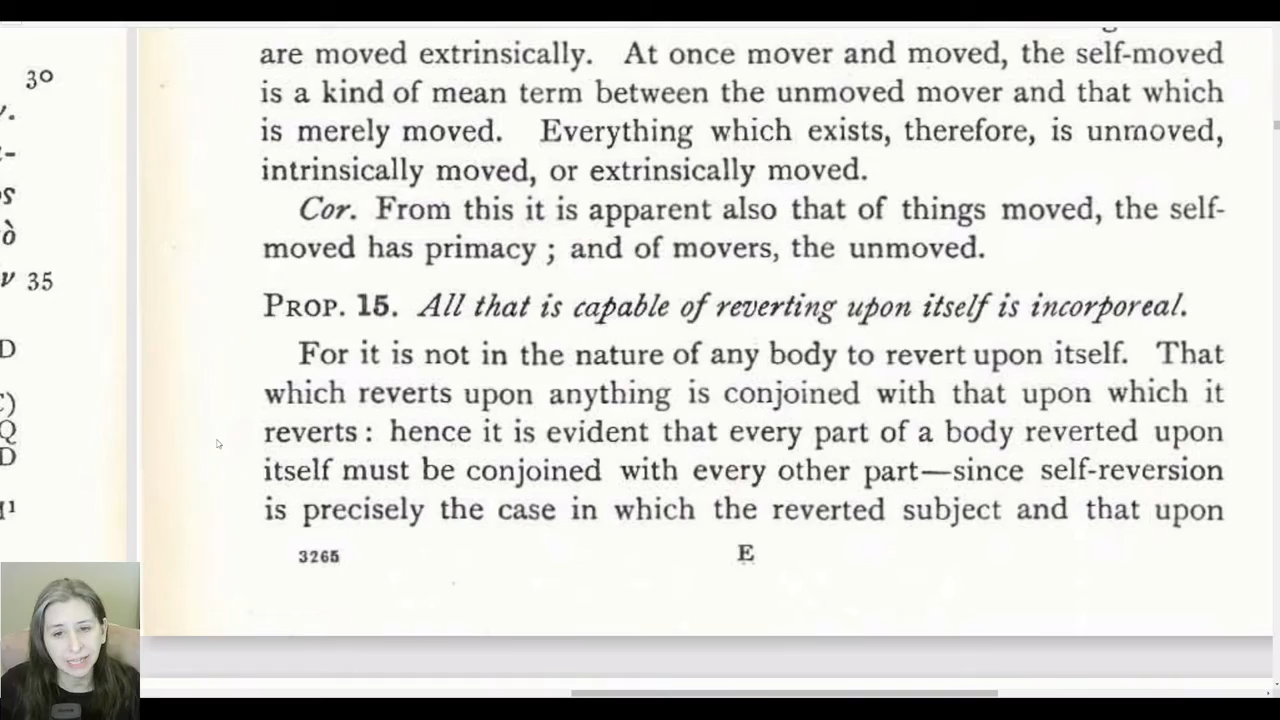 30
35
are moved extrinsically. At once mover and moved, the self-moved
is a kind of mean term between the unmoved mover and that which
is merely moved. Everything which exists, therefore, is unmoved,
intrinsically moved, or extrinsically moved.
Cor. From this it is apparent also that of things moved, the self-
moved has primacy ; and of movers, the unmoved.
PROP. 15. All that is capable of reverting upon itself is incorporeal.
For it is not in the nature of any body to revert upon itself. That
which reverts upon anything is conjoined with that upon which it
reverts : hence it is evident that every part of a body reverted upon
itself must be conjoined with every other part—since self-reversion
is precisely the case in which the reverted subject and that upon
3265 E